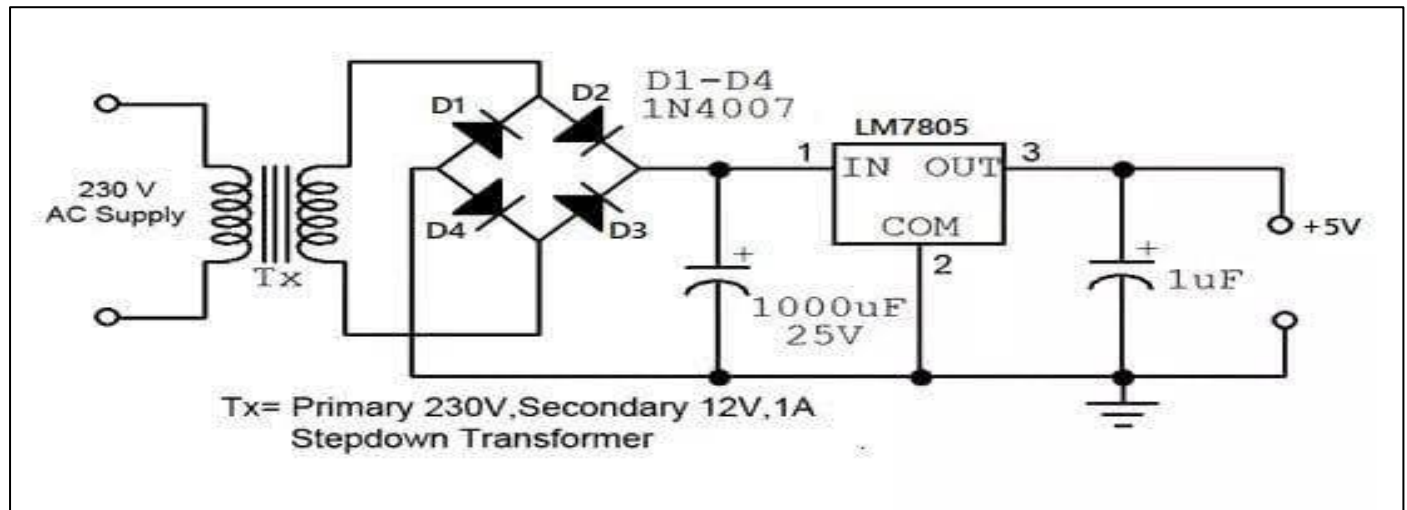 D1-D4
D1
D2
1N4007
LM7805
1
IN
OUT
3
230 V
AC Supply
Tx
D4
D3
COM
2
+5V
+
1000uF
25V
+
1uF
Tx= Primary 230V,Secondary 12V,1A
Stepdown Transformer